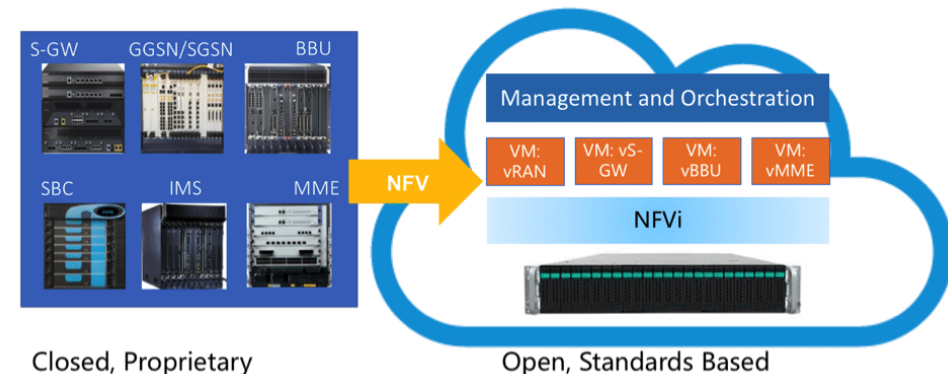 S-GW
GGSN/SGSN
BBU
SBC
IMS
MME
Closed, Proprietary
NFV
Management and Orchestration
VM:
vRAN
VM: vS-
GW
VM:
vBBU
VM:
vMME
NFVi
Open, Standards Based